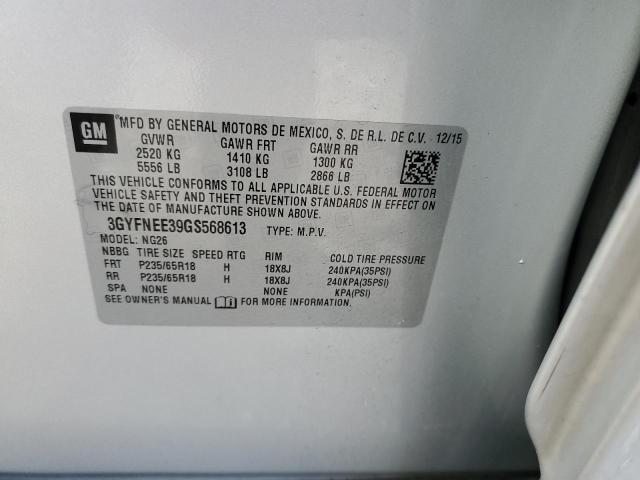 GM ®MFD BY GENERAL MOTORS DE MEXICO, S. DE R.L. DE C.V. 12/15
GVWR GAWR FRT GAWR RR
2520 KG 1410 KG 1300 KG
5556 LB 3108 LB 2866 LB
THIS VEHICLE CONFORMS TO ALL APPLICABLE U.S. FEDERAL MOTOR
VEHICLE SAFETY AND THEFT PREVENTION STANDARDS IN EFFECT ON
THE DATE OF MANUFACTURE SHOWN ABOVE.
3GYFNEE39GS568613 TYPE: M.P.V.
MODEL: NG26
NBBG TIRE SIZE SPEED RTG RIM COLD TIRE PRESSURE
FRT P235/65R18 H 18X8J 240KPA(35PSI)
RR P235/65R18 H 18X8J 240KPA(35PSI)
SPA NONE NONE KPA(PSI)
SEE OWNER'S MANUAL FOR MORE INFORMATION.